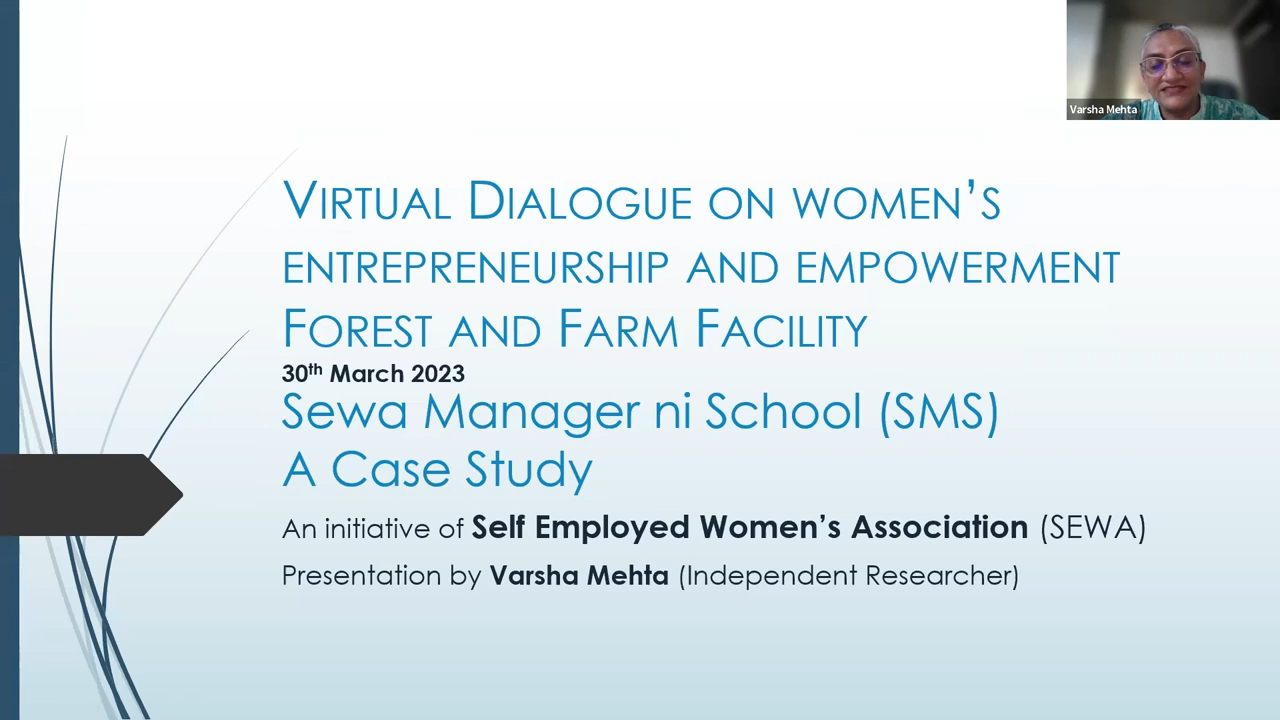 Varsha Mehta
VIRTUAL DIALOGUE ON WOMEN'S
ENTREPRENEURSHIP AND EMPOWERMENT
FOREST AND FARM FACILITY
30th March 2023
Sewa Manager ni School (SMS)
A Case Study
An initiative of Self Employed Women's Association (SEWA)
Presentation by Varsha Mehta (Independent Researcher)